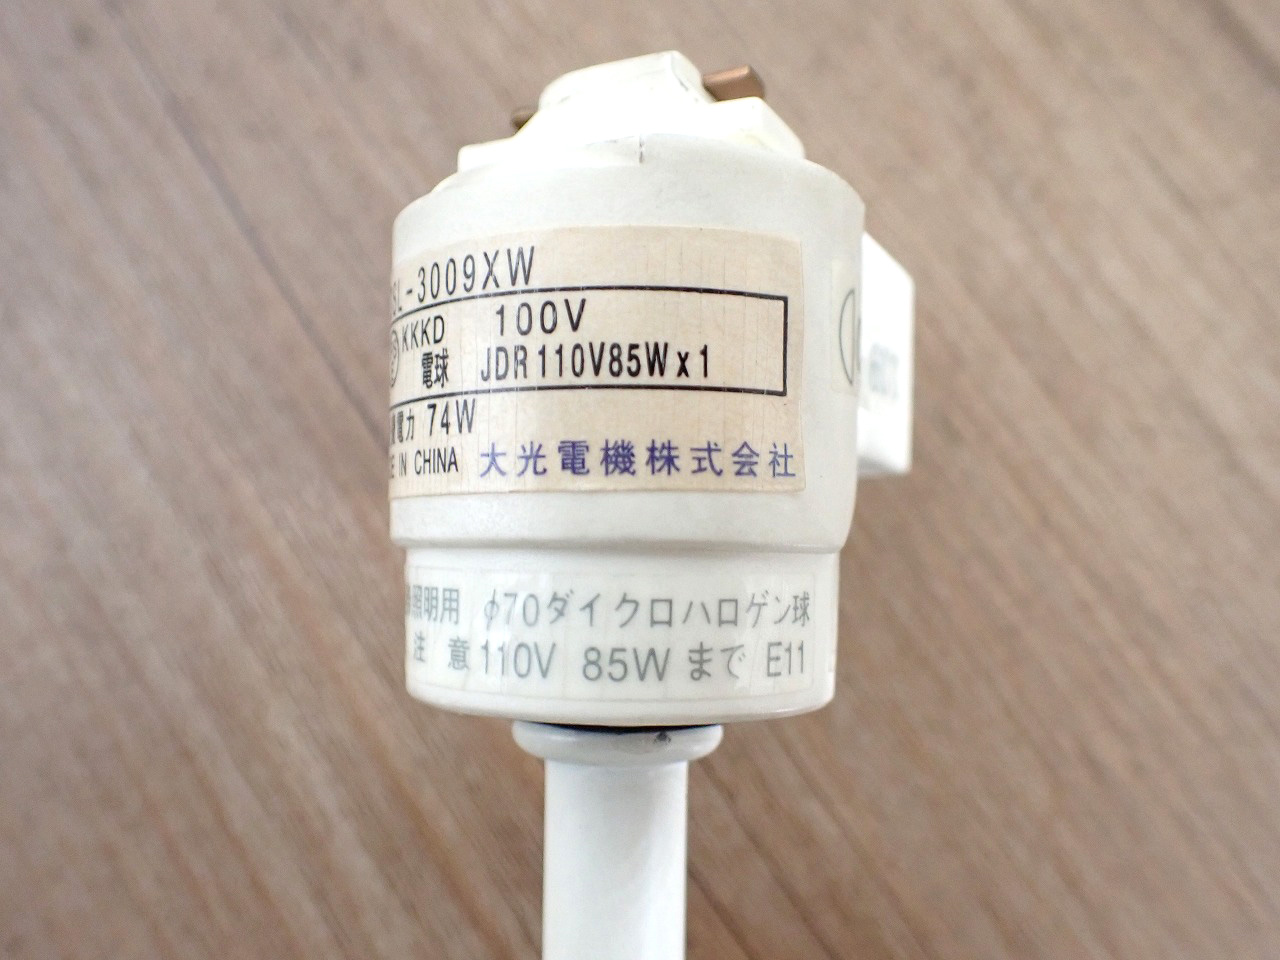 SL-3009XW
KKKD 100V
電球 JDR110V85Wx1
電力 74W
IN CHINA 大光電機株式会社
照明用 φ70ダイクロハロゲン球
注意 110V 85Wまで E11